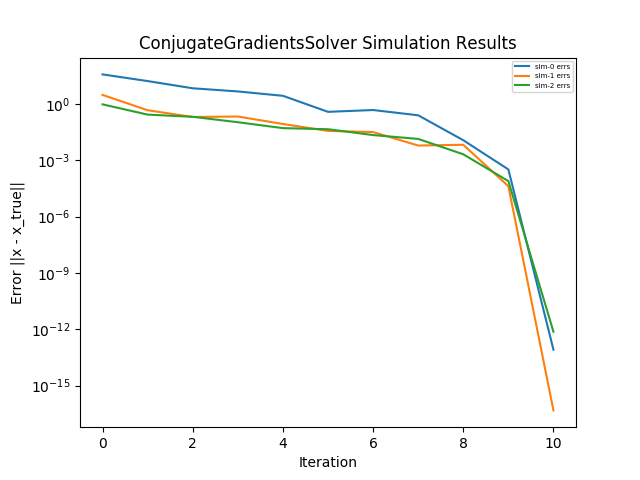 ConjugateGradientsSolver Simulation Results
sim-0 errs
sim-1 errs
sim-2 errs
Error ||x - x_true||
10^0
10^-3
10^-6
10^-9
10^-12
10^-15
0 2 4 6 8 10
Iteration